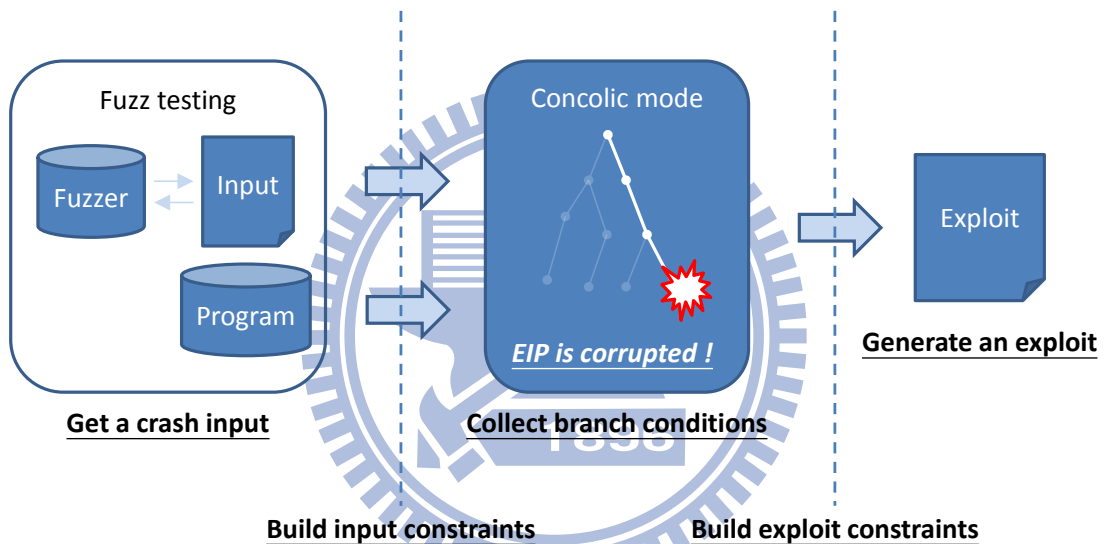 Fuzz testing
Fuzzer
Input
Program
Get a crash input
Build input constraints
Concolic mode
EIP is corrupted !
Collect branch conditions
1896
Build exploit constraints
Exploit
Generate an exploit